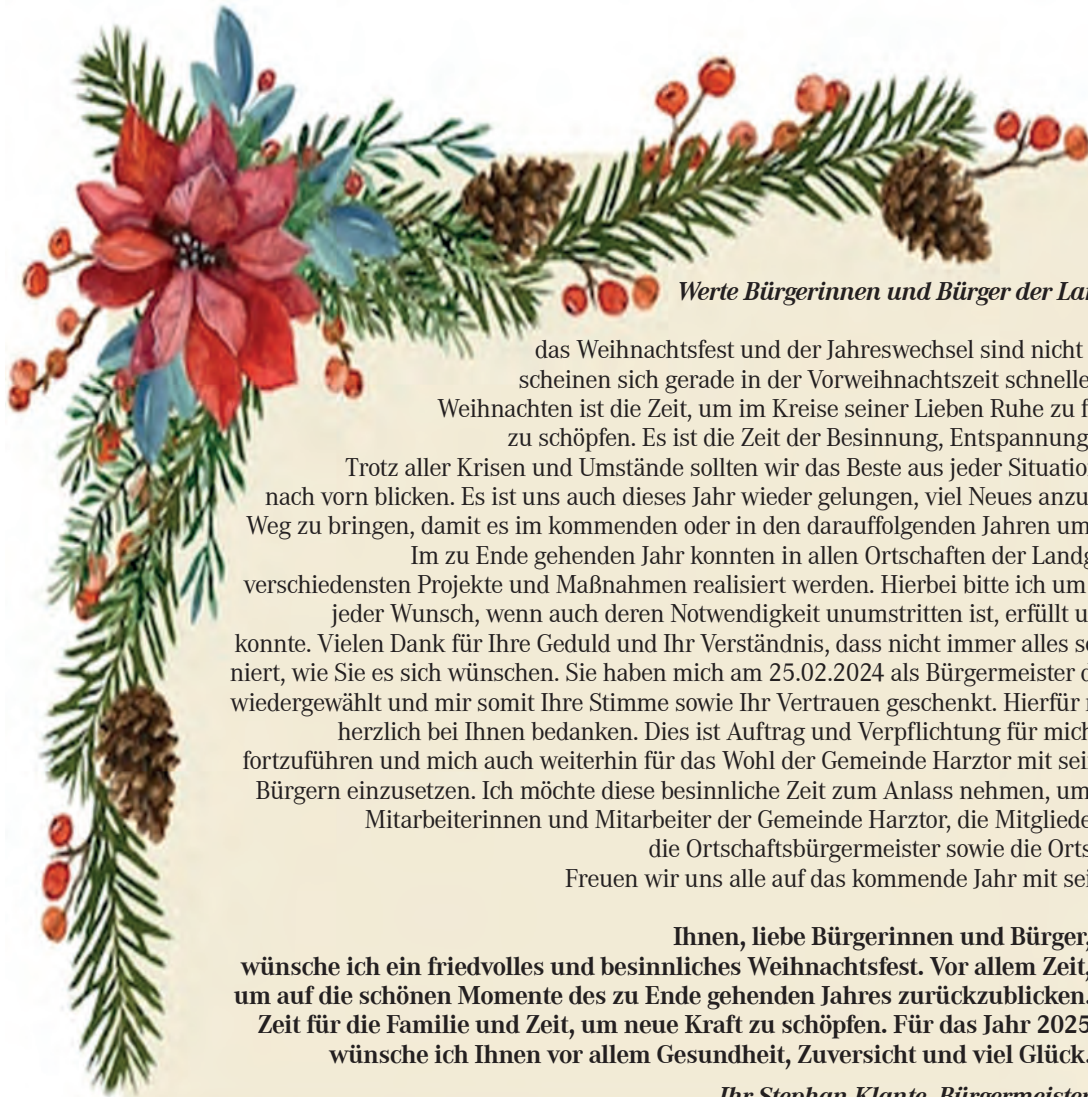 Werte Bürgerinnen und Bürger der
das Weihnachtsfest und der Jahreswechsel sind nicht
scheinen sich gerade in der Vorweihnachtszeit
Weihnachten ist die Zeit, um im Kreise seiner Lieben Ruhe zu
zu schöpfen. Es ist die Zeit der Besinnung, Entspannung
Trotz aller Krisen und Umstände sollten wir das Beste aus jeder
nach vorn blicken. Es ist uns auch dieses Jahr wieder gelungen, viel Neues
Weg zu bringen, damit es im kommenden oder in den darauffolgenden Jahren
Im zu Ende gehenden Jahr konnten in allen Ortschaften der
verschiedensten Projekte und Maßnahmen realisiert werden. Hierbei bitte ich um
jeder Wunsch, wenn auch deren Notwendigkeit unumstritten ist, erfüllt
konnte. Vielen Dank für Ihre Geduld und Ihr Verständnis, dass nicht immer alles
niert, wie Sie es sich wünschen. Sie haben mich am 25.02.2024 als Bürgermeister
wiedergewählt und mir somit Ihre Stimme sowie Ihr Vertrauen geschenkt. Hierfür
herzlich bei Ihnen bedanken. Dies ist Auftrag und Verpflichtung für mich
fortzuführen und mich auch weiterhin für das Wohl der Gemeinde Harztor mit
Bürgern einzusetzen. Ich möchte diese besinnliche Zeit zum Anlass nehmen, um
Mitarbeiterinnen und Mitarbeiter der Gemeinde Harztor, die
die Ortschaftsbürgermeister sowie die
Freuen wir uns alle auf das kommende Jahr mit
Ihnen, liebe Bürgerinnen und Bürger,
wünsche ich ein friedvolles und besinnliches Weihnachtsfest. Vor allem Zeit,
um auf die schönen Momente des zu Ende gehenden Jahres zurückzublicken.
Zeit für die Familie und Zeit, um neue Kraft zu schöpfen. Für das Jahr 2025
wünsche ich Ihnen vor allem Gesundheit, Zuversicht und viel Glück.
Ihr Stephan Klante, Bürgermeister